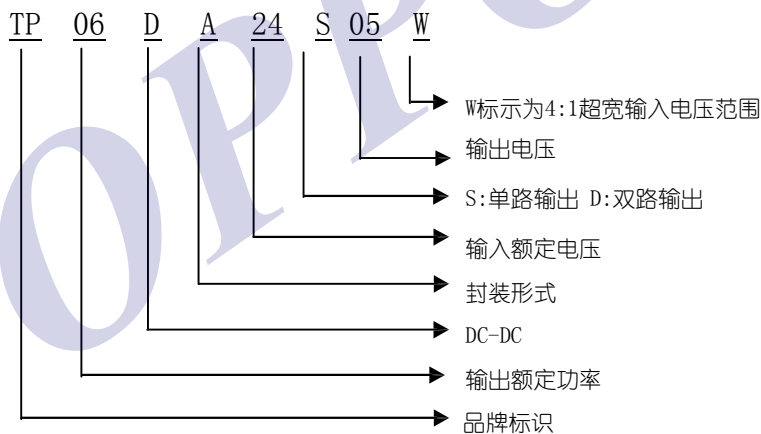 TP 06 D A 24 S 05 W
W标示为4:1超宽输入电压范围
输出电压
S:单路输出 D:双路输出
输入额定电压
封装形式
DC-DC
输出额定功率
品牌标识